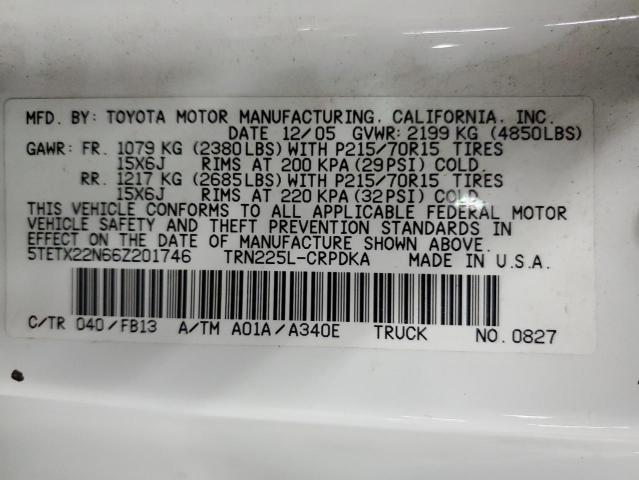 MFD. BY: TOYOTA MOTOR MANUFACTURING, CALIFORNIA, INC.
DATE 12/05 GVWR: 2199 KG (4850LBS)
GAWR: FR. 1079 KG (2380LBS) WITH P215/70R15 TIRES
15X6J RIMS AT 200 KPA (29PSI) COLD.
RR. 1217 KG (2685LBS) WITH P215/70R15 TIRES
15X6J RIMS AT 220 KPA (32PSI) COLD.
THIS VEHICLE CONFORMS TO ALL APPLICABLE FEDERAL MOTOR
VEHICLE SAFETY AND THEFT PREVENTION STANDARDS IN
EFFECT ON THE DATE OF MANUFACTURE SHOWN ABOVE.
5TETX22N66Z201746 TRN225L-CRPDKA MADE IN U.S.A.
C/TR 040/FB13 A/TM A01A/A340E TRUCK NO. 0827